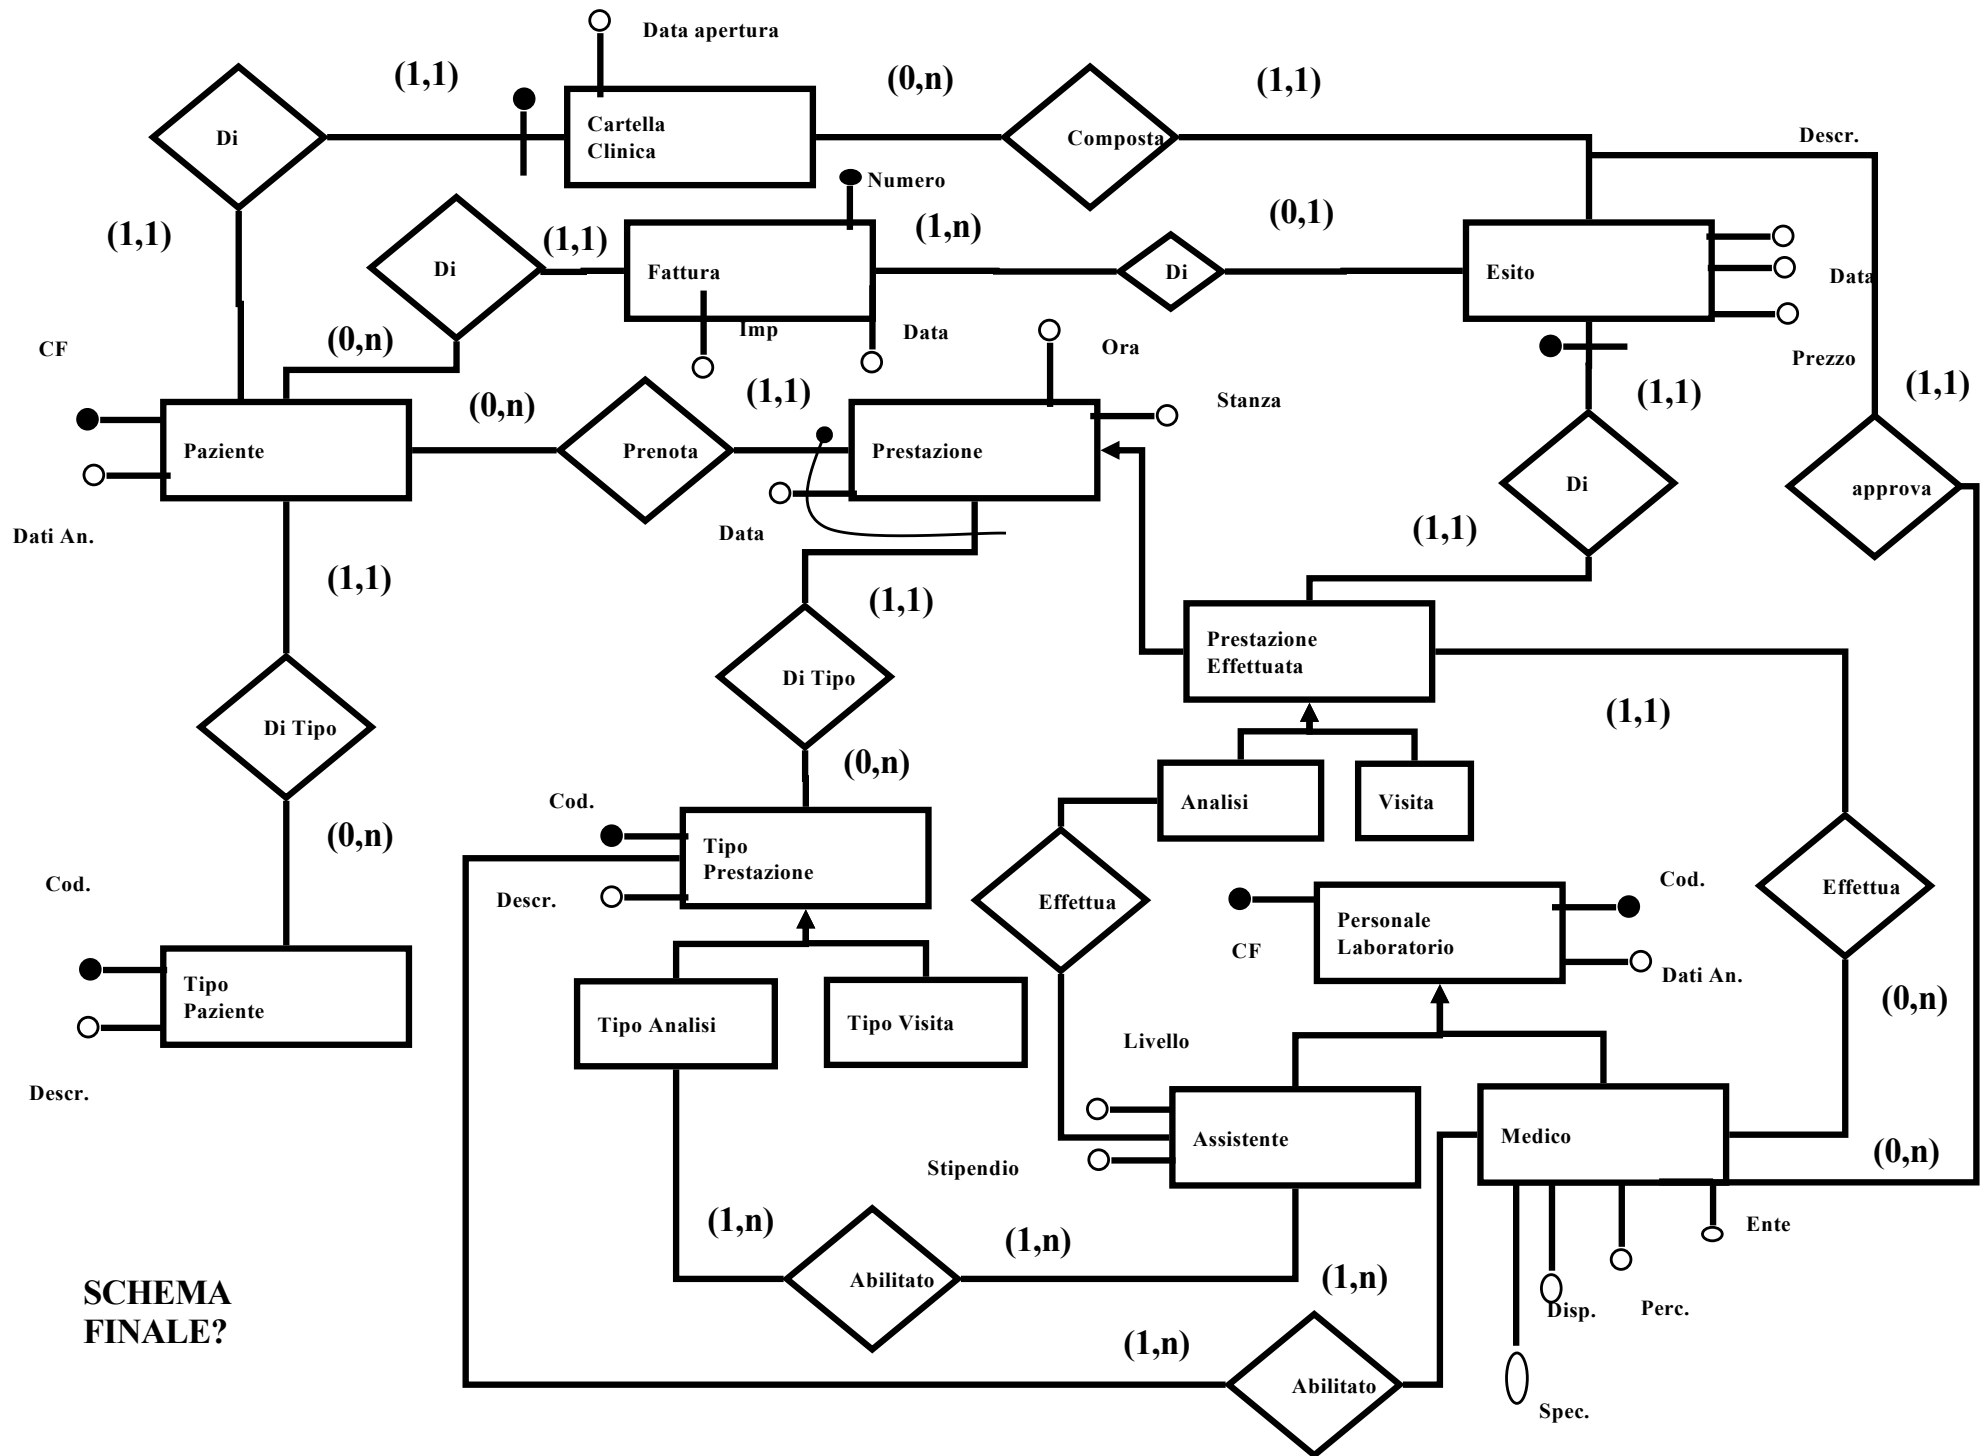 Data apertura
(1,1)
(0,n)
(1,1)
Di
Cartella
Clinica
Composta
Descr.
Numero
(1,1)
(1,1)
(1,n)
(0,1)
Di
Fattura
Di
Esito
Data
Imp
Data
Ora
Prezzo
CF
(0,n)
(0,n)
(1,1)
Stanza
(1,1)
(1,1)
Paziente
Prenota
Prestazione
Di
approva
Dati An.
Data
(1,1)
(1,1)
(1,1)
Prestazione
Effettuata
Di Tipo
Di Tipo
(1,1)
(0,n)
Cod.
Analisi
Visita
(0,n)
Cod.
Tipo
Prestazione
Descr.
Effettua
Effettua
Cod.
Personale
Laboratorio
CF
Dati An.
Tipo
Paziente
Tipo Analisi
Tipo Visita
(0,n)
Livello
Descr.
Assistente
Medico
Stipendio
(0,n)
(1,n)
(1,n)
Ente
Abilitato
(1,n)
Disp.
Perc.
SCHEMA
FINALE?
(1,n)
Abilitato
Spec.